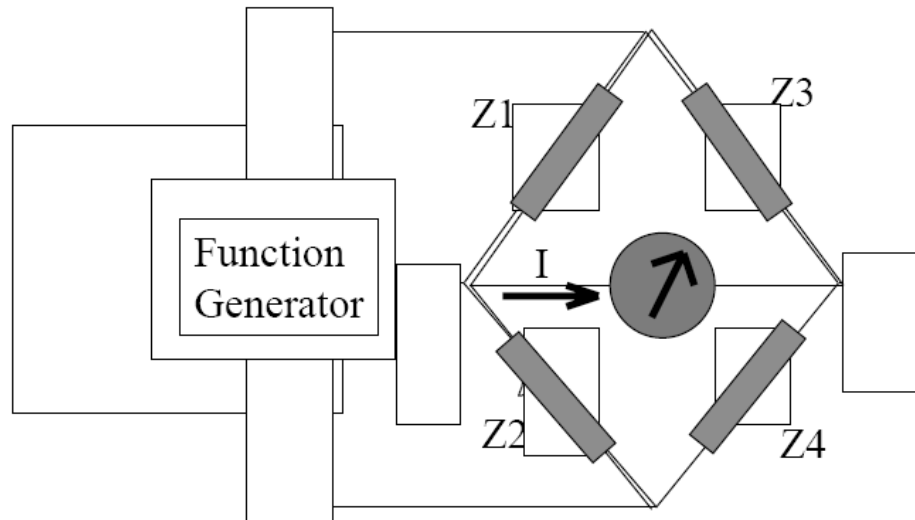 Z1
Z3
Function
Generator
I
Z2
Z4